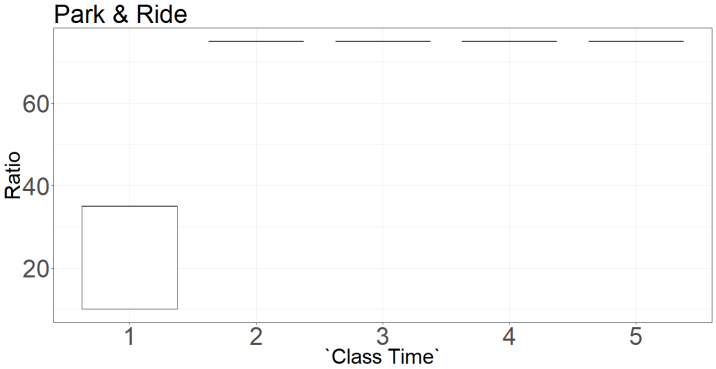 Park & Ride
60
40
20
Ratio
1 2 3 4 5
`Class Time`